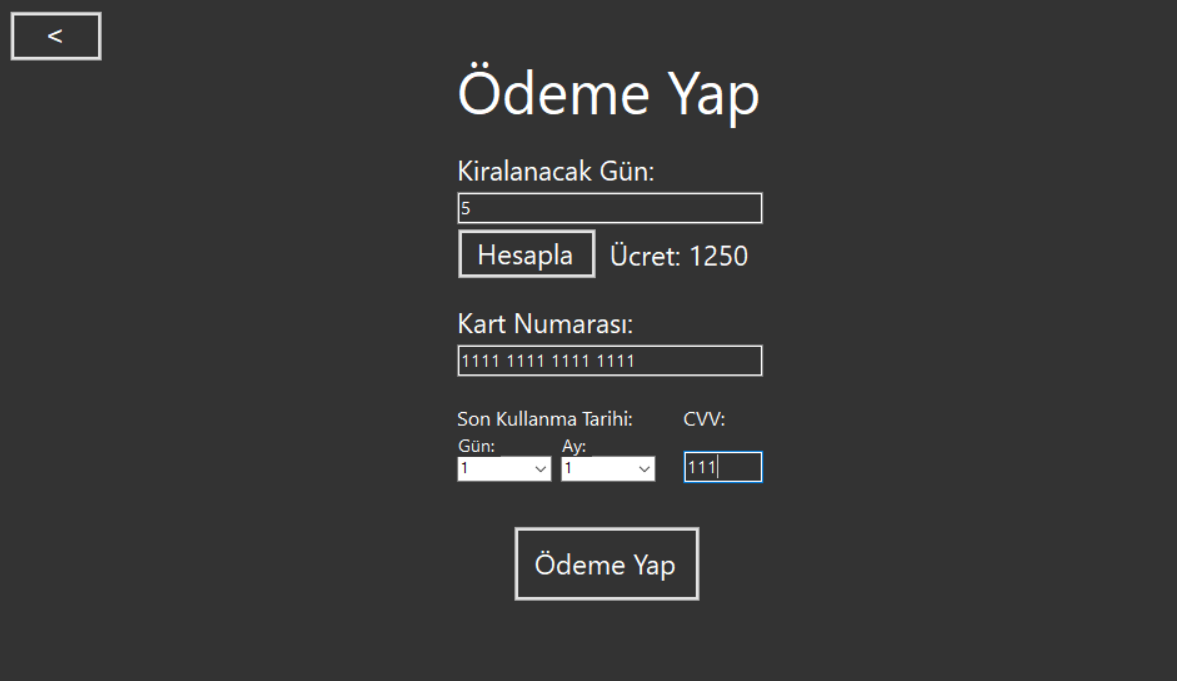 <
Ödeme Yap
Kiralanacak Gün:
5
Hesapla Ücret: 1250
Kart Numarası:
1111 1111 1111 1111
Son Kullanma Tarihi: CVV:
Gün: Ay:
1 1 111
Ödeme Yap